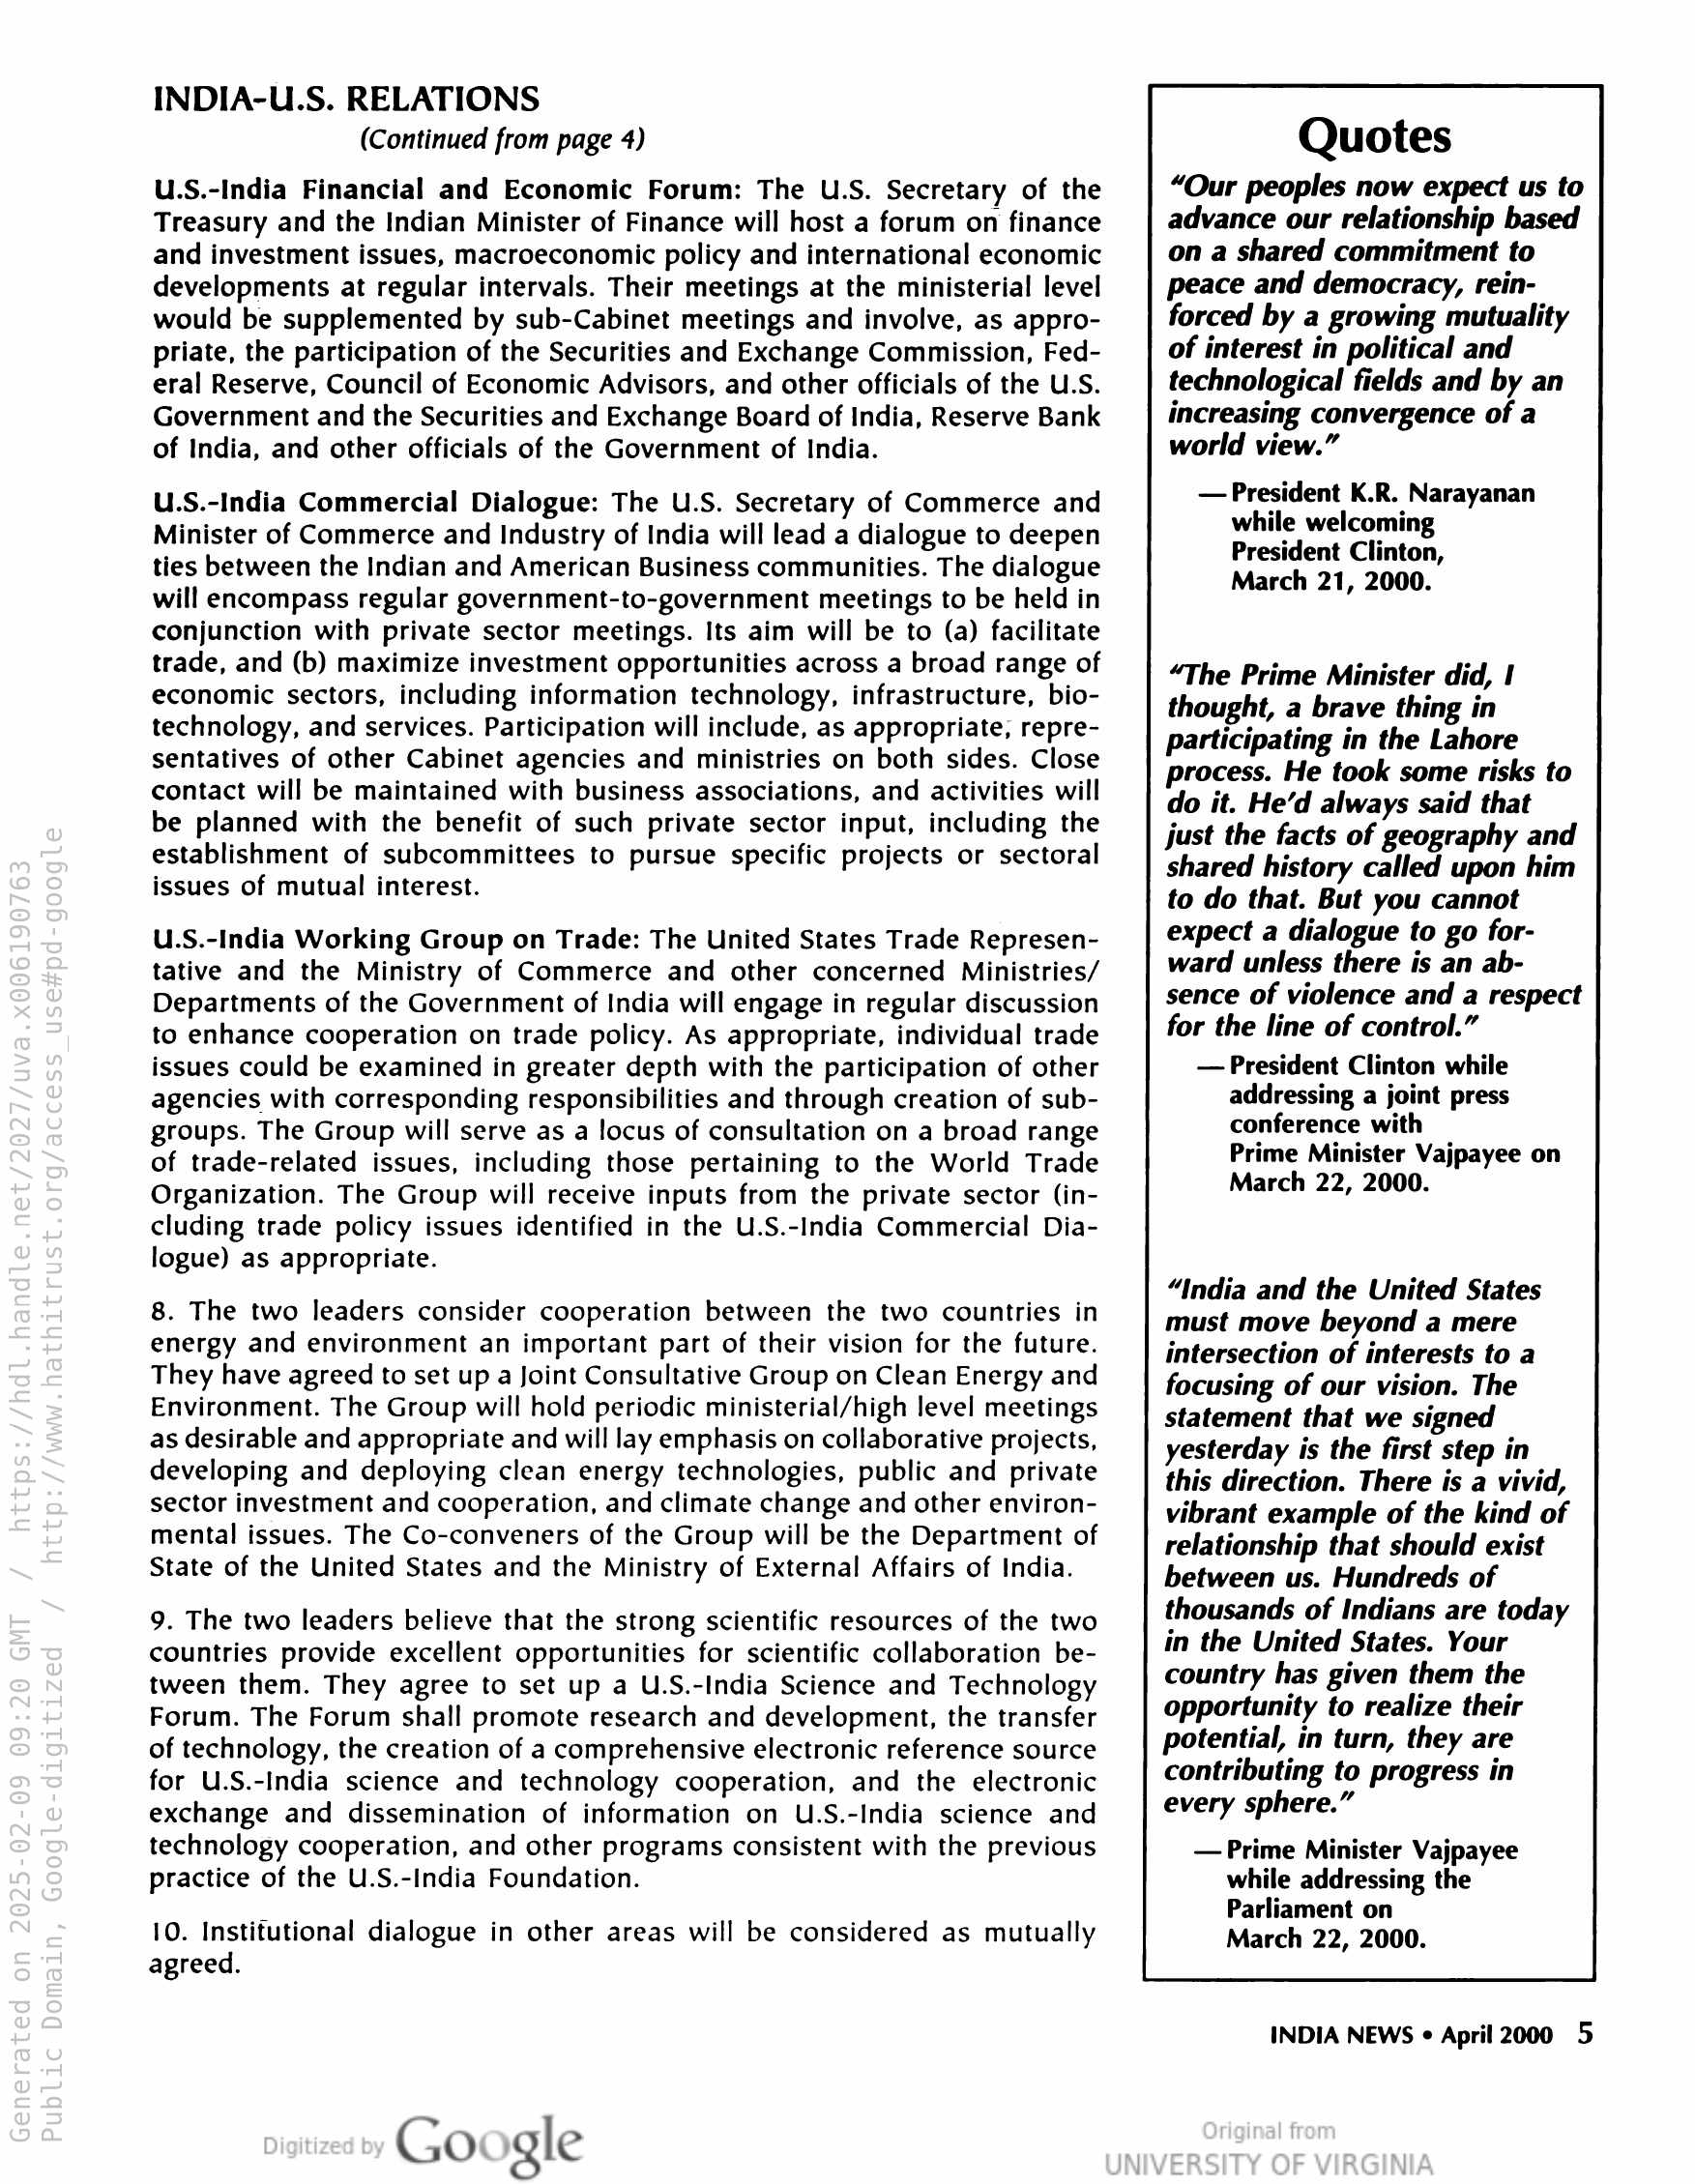 INDIA-U.S. RELATIONS
(Continued from page 4)
U.S.-India Financial and Economic Forum: The U.S. Secretary of the
Treasury and the Indian Minister of Finance will host a forum on finance
and investment issues, macroeconomic policy and international economic
developments at regular intervals. Their meetings at the ministerial level
would be supplemented by sub-Cabinet meetings and involve, as appro-
priate, the participation of the Securities and Exchange Commission, Fed-
eral Reserve, Council of Economic Advisors, and other officials of the U.S.
Government and the Securities and Exchange Board of India, Reserve Bank
of India, and other officials of the Government of India.
U.S.-India Commercial Dialogue: The U.S. Secretary of Commerce and
Minister of Commerce and Industry of India will lead a dialogue to deepen
ties between the Indian and American Business communities. The dialogue
will encompass regular government-to-government meetings to be held in
conjunction with private sector meetings. Its aim will be to (a) facilitate
trade, and (b) maximize investment opportunities across a broad range of
economic sectors, including information technology, infrastructure, bio-
technology, and services. Participation will include, as appropriate, repre-
sentatives of other Cabinet agencies and ministries on both sides. Close
contact will be maintained with business associations, and activities will
be planned with the benefit of such private sector input, including the
establishment of subcommittees to pursue specific projects or sectoral
issues of mutual interest.
U.S.-India Working Group on Trade: The United States Trade Represen-
tative and the Ministry of Commerce and other concerned Ministries/
Departments of the Government of India will engage in regular discussion
to enhance cooperation on trade policy. As appropriate, individual trade
issues could be examined in greater depth with the participation of other
agencies with corresponding responsibilities and through creation of sub-
groups. The Group will serve as a locus of consultation on a broad range
of trade-related issues, including those pertaining to the World Trade
Organization. The Group will receive inputs from the private sector (in-
cluding trade policy issues identified in the U.S.-India Commercial Dia-
logue) as appropriate.
8. The two leaders consider cooperation between the two countries in
energy and environment an important part of their vision for the future.
They have agreed to set up a Joint Consultative Group on Clean Energy and
Environment. The Group will hold periodic ministerial/high level meetings
as desirable and appropriate and will lay emphasis on collaborative projects,
developing and deploying clean energy technologies, public and private
sector investment and cooperation, and climate change and other environ-
mental issues. The Co-conveners of the Group will be the Department of
State of the United States and the Ministry of External Affairs of India.
9. The two leaders believe that the strong scientific resources of the two
countries provide excellent opportunities for scientific collaboration be-
tween them. They agree to set up a U.S.-India Science and Technology
Forum. The Forum shall promote research and development, the transfer
of technology, the creation of a comprehensive electronic reference source
for U.S.-India science and technology cooperation, and the electronic
exchange and dissemination of information on U.S.-India science and
technology cooperation, and other programs consistent with the previous
practice of the U.S.-India Foundation.
10. Institutional dialogue in other areas will be considered as mutually
agreed.
Quotes
"Our peoples now expect us to
advance our relationship based
on a shared commitment to
peace and democracy, rein-
forced by a growing mutuality
of interest in political and
technological fields and by an
increasing convergence of a
world view."
— President K.R. Narayanan
while welcoming
President Clinton,
March 21, 2000.
"The Prime Minister did, I
thought, a brave thing in
participating in the Lahore
process. He took some risks to
do it. He'd always said that
just the facts of geography and
shared history called upon him
to do that. But you cannot
expect a dialogue to go for-
ward unless there is an ab-
sence of violence and a respect
for the line of control."
— President Clinton while
addressing a joint press
conference with
Prime Minister Vajpayee on
March 22, 2000.
"India and the United States
must move beyond a mere
intersection of interests to a
focusing of our vision. The
statement that we signed
yesterday is the first step in
this direction. There is a vivid,
vibrant example of the kind of
relationship that should exist
between us. Hundreds of
thousands of Indians are today
in the United States. Your
country has given them the
opportunity to realize their
potential, in turn, they are
contributing to progress in
every sphere."
— Prime Minister Vajpayee
while addressing the
Parliament on
March 22, 2000.
INDIA NEWS • April 2000 5
Generated on 2025-02-09 09:20 GMT / https://hdl.handle.net/2027/uva.x006190763
Public Domain, Google-digitized / http://www.hathitrust.org/access_use#pd-google
Digitized by Google
Original from
UNIVERSITY OF VIRGINIA